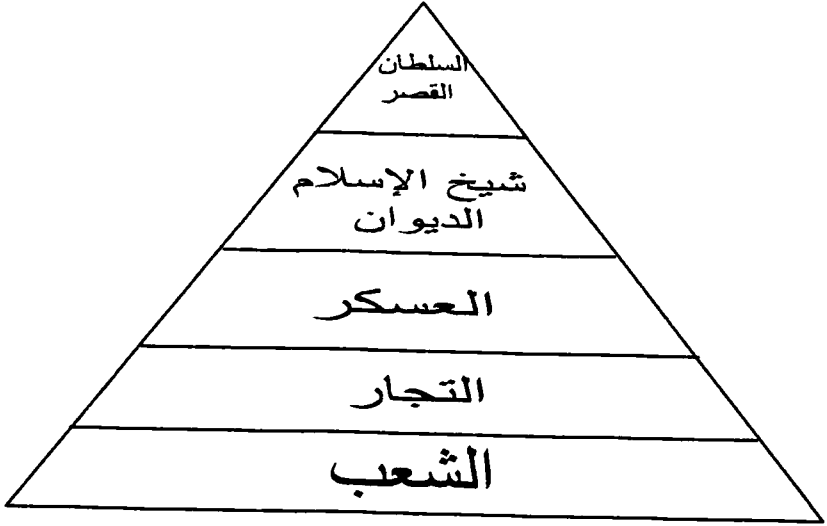 السلطان
القصر
شيخ الإسلام
الديوان
العسكر
التجار
الشعب